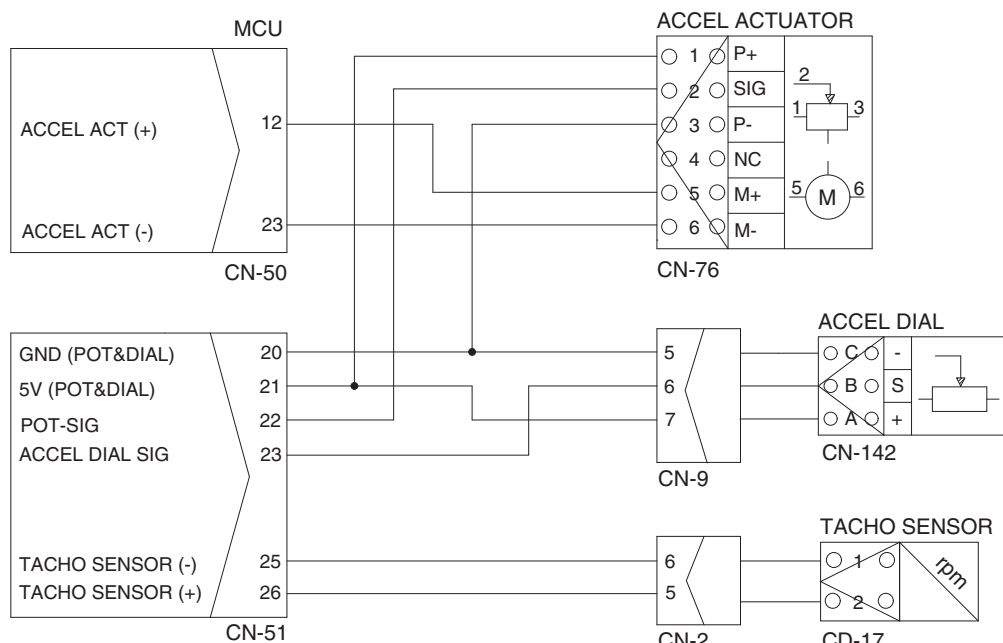 MCU
ACCEL ACT (+) 12
ACCEL ACT (-) 23
CN-50
ACCEL ACTUATOR
1 P+
2 SIG
3 P-
4 NC
5 M+
6 M-
2
1 3
5 M 6
CN-76
GND (POT&DIAL) 20
5V (POT&DIAL) 21
POT-SIG 22
ACCEL DIAL SIG 23
TACHO SENSOR (-) 25
TACHO SENSOR (+) 26
CN-51
5
6
7
CN-9
ACCEL DIAL
C -
B S
A +
CN-142
6
5
CN-2
TACHO SENSOR
1
2
rpm
CD-17